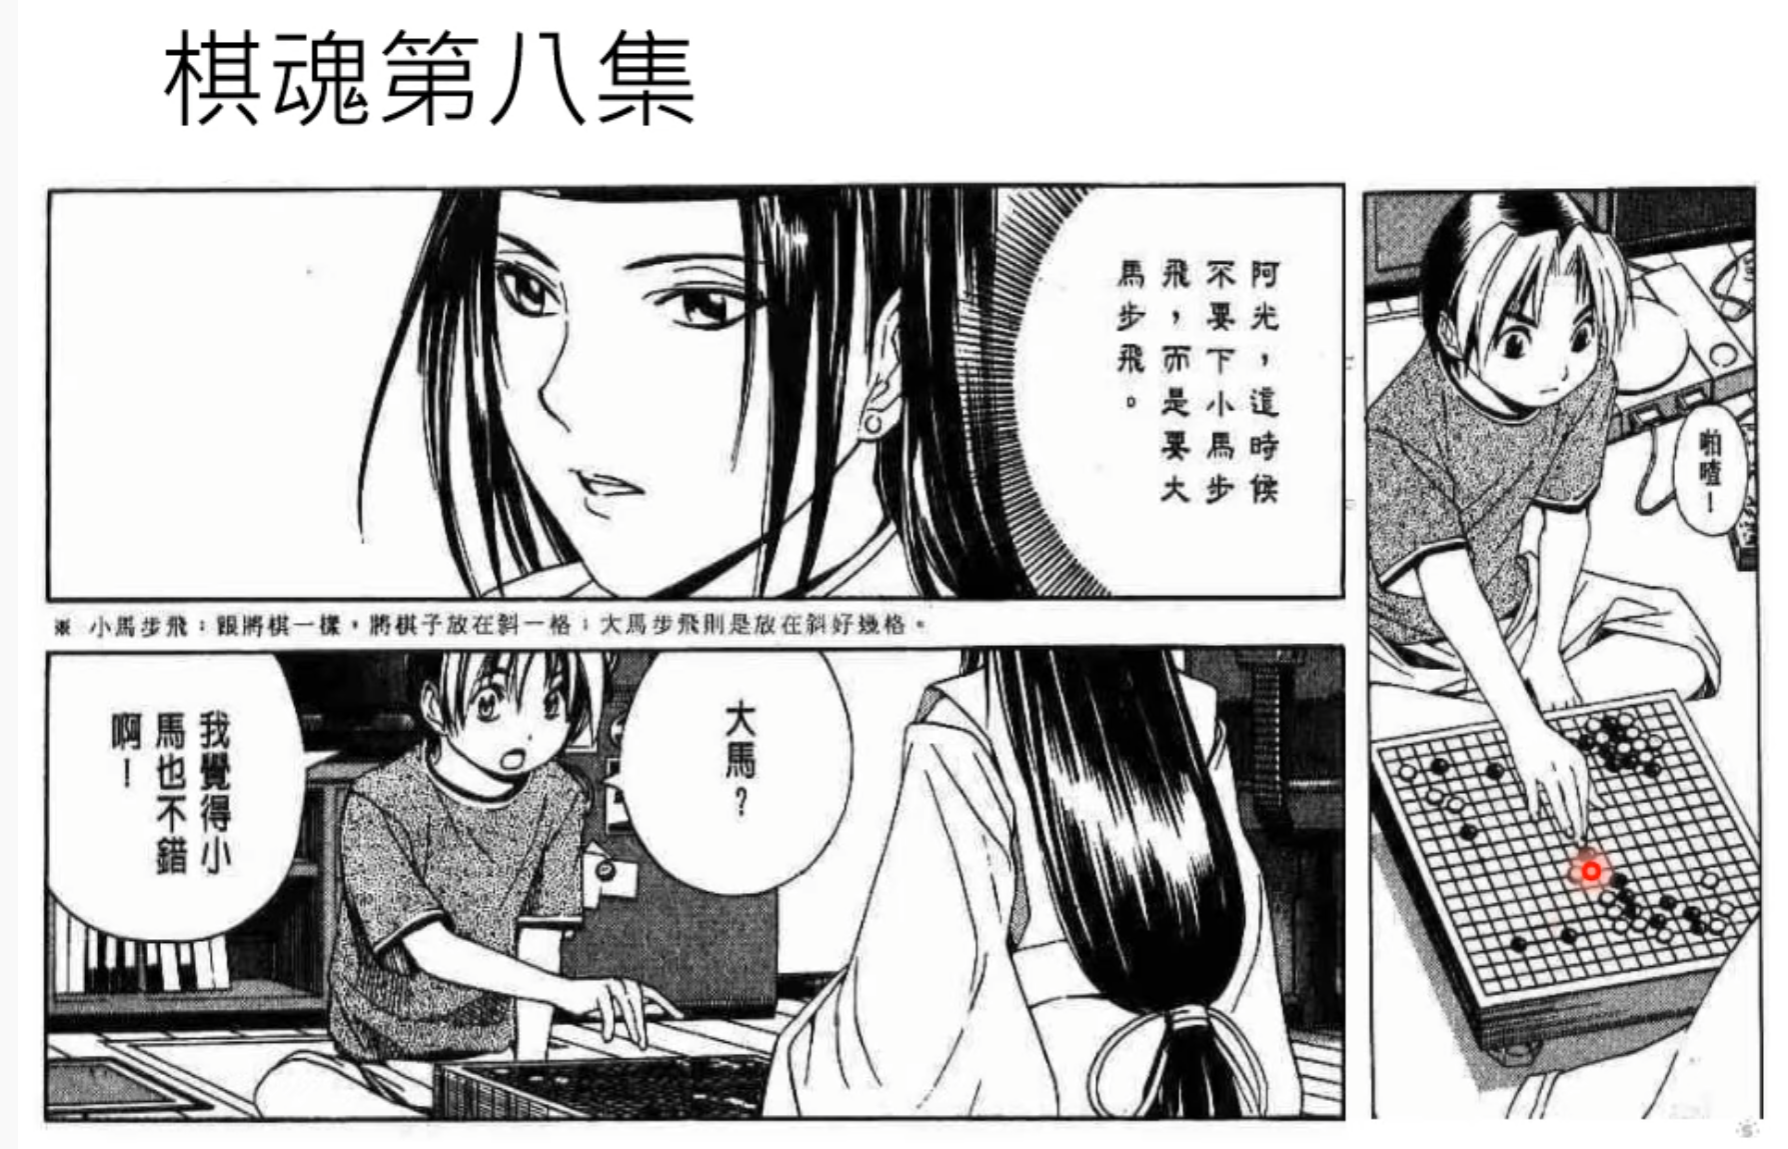 棋魂第八集
啪喳！
阿光，這時候
不要下小馬步
飛，而是要大
馬步飛。
※ 小馬步飛：跟將棋一樣，將棋子放在斜一格；大馬步飛則是放在斜好幾格。
大馬？
我覺得小
馬也不錯
啊！